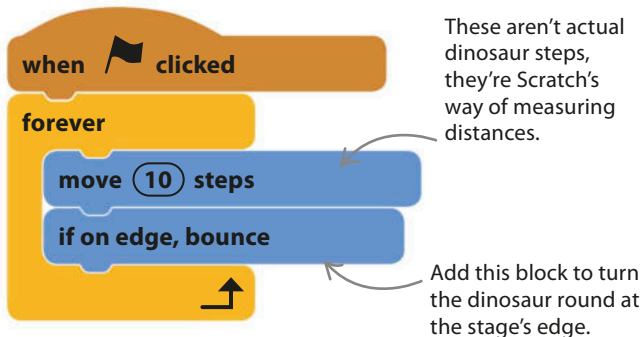 when clicked
forever
move 10 steps
if on edge, bounce
These aren't actual
dinosaur steps,
they're Scratch's
way of measuring
distances.
Add this block to turn
the dinosaur round at
the stage's edge.